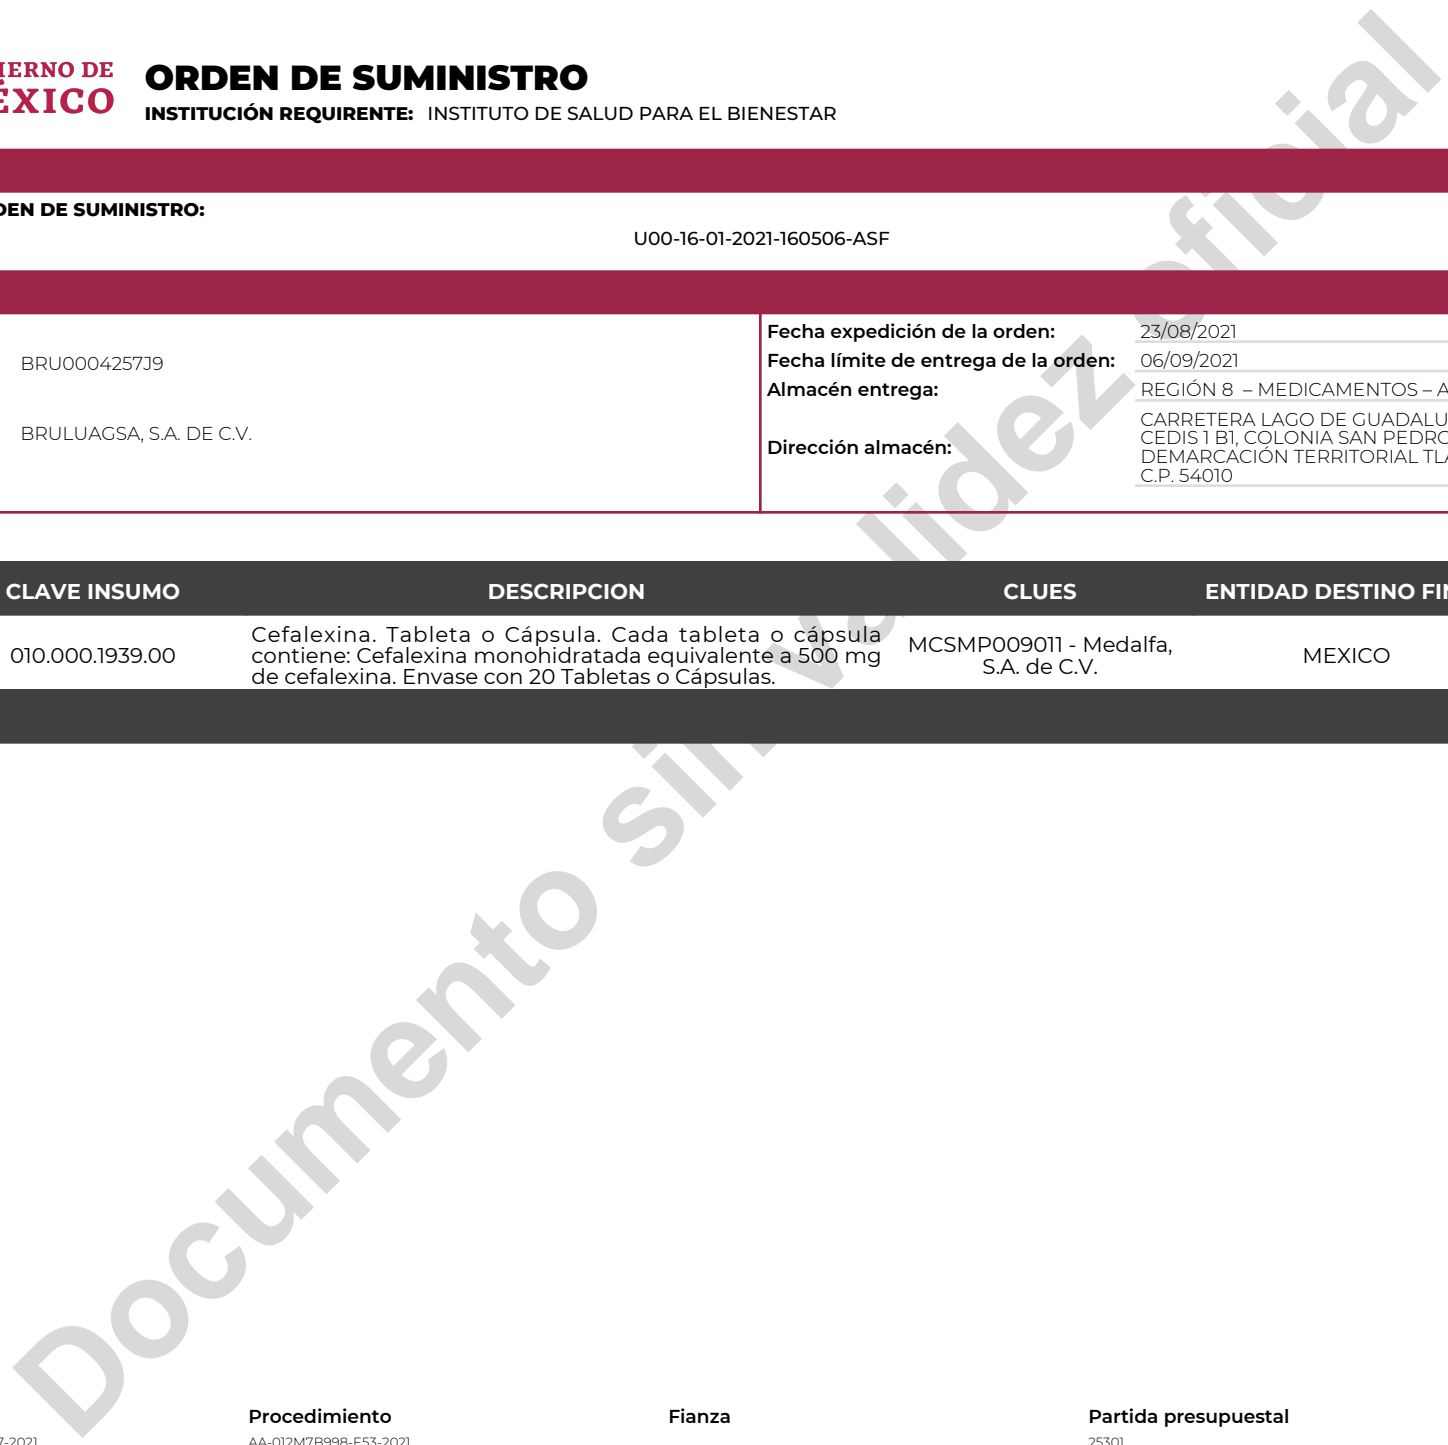 IERNO DE
ÉXICO
ORDEN DE SUMINISTRO
INSTITUCIÓN REQUIRENTE: INSTITUTO DE SALUD PARA EL BIENESTAR
DEN DE SUMINISTRO:
U00-16-01-2021-160506-ASF
BRU0004257J9
BRULUAGSA, S.A. DE C.V.
Fecha expedición de la orden: 23/08/2021
Fecha límite de entrega de la orden: 06/09/2021
Almacén entrega: REGIÓN 8 – MEDICAMENTOS – A
Dirección almacén:
CARRETERA LAGO DE GUADALU
CEDIS 1 B1, COLONIA SAN PEDRO
DEMARCACIÓN TERRITORIAL TLA
C.P. 54010
CLAVE INSUMO DESCRIPCION CLUES ENTIDAD DESTINO FIN
010.000.1939.00
Cefalexina. Tableta o Cápsula. Cada tableta o cápsula
contiene: Cefalexina monohidratada equivalente a 500 mg
de cefalexina. Envase con 20 Tabletas o Cápsulas.
MCSMP009011 - Medalfa,
S.A. de C.V.
MEXICO
Documento sin validez oficial
Procedimiento Fianza Partida presupuestal
7-2021 AA-012M7B998-E53-2021 25301